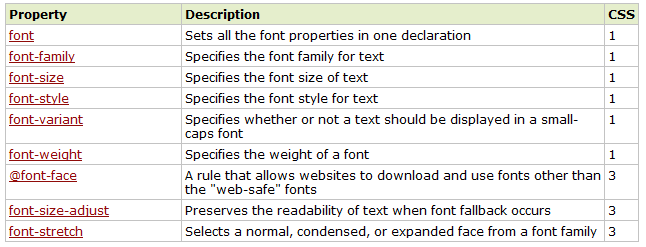 Property Description CSS
font Sets all the font properties in one declaration 1
font-family Specifies the font family for text 1
font-size Specifies the font size of text 1
font-style Specifies the font style for text 1
font-variant Specifies whether or not a text should be displayed in a small- 1
caps font
font-weight Specifies the weight of a font 1
@font-face A rule that allows websites to download and use fonts other than 3
the "web-safe" fonts
font-size-adjust Preserves the readability of text when font fallback occurs 3
font-stretch Selects a normal, condensed, or expanded face from a font family 3